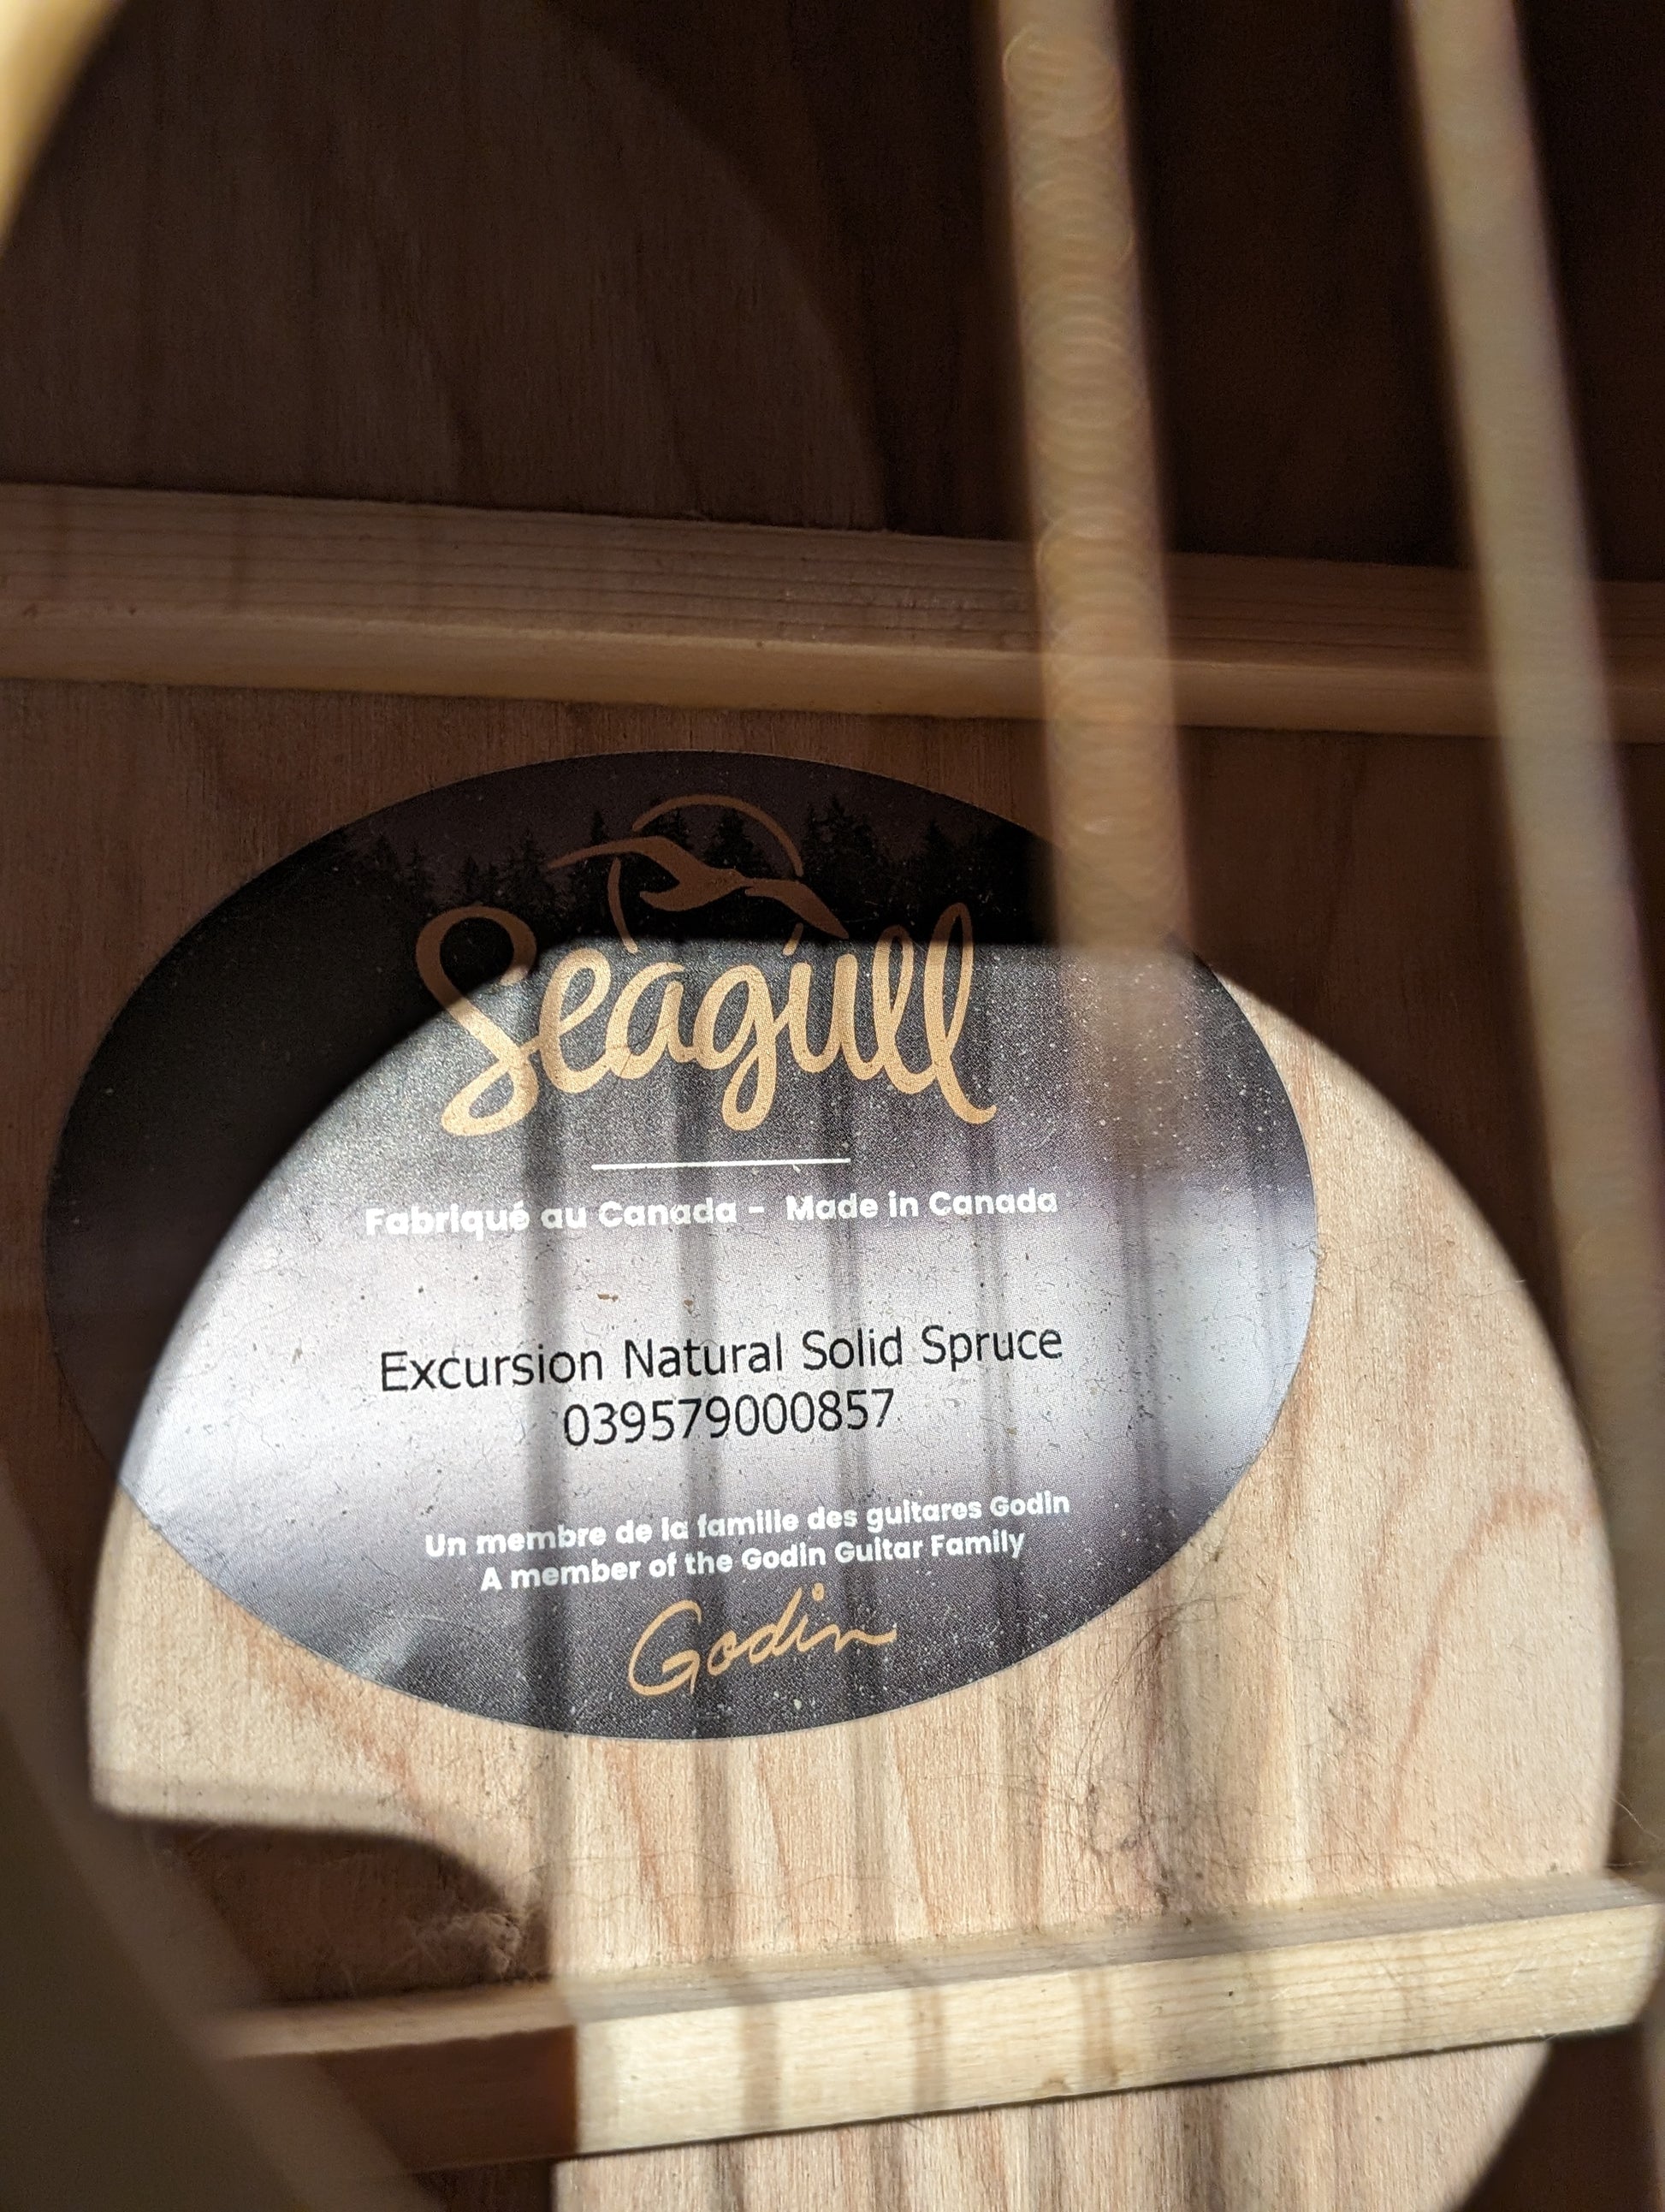 Seagull
Fabriqué au Canada - Made in Canada
Excursion Natural Solid Spruce
039579000857
Un membre de la famille des guitares Godin
A member of the Godin Guitar Family
Godin